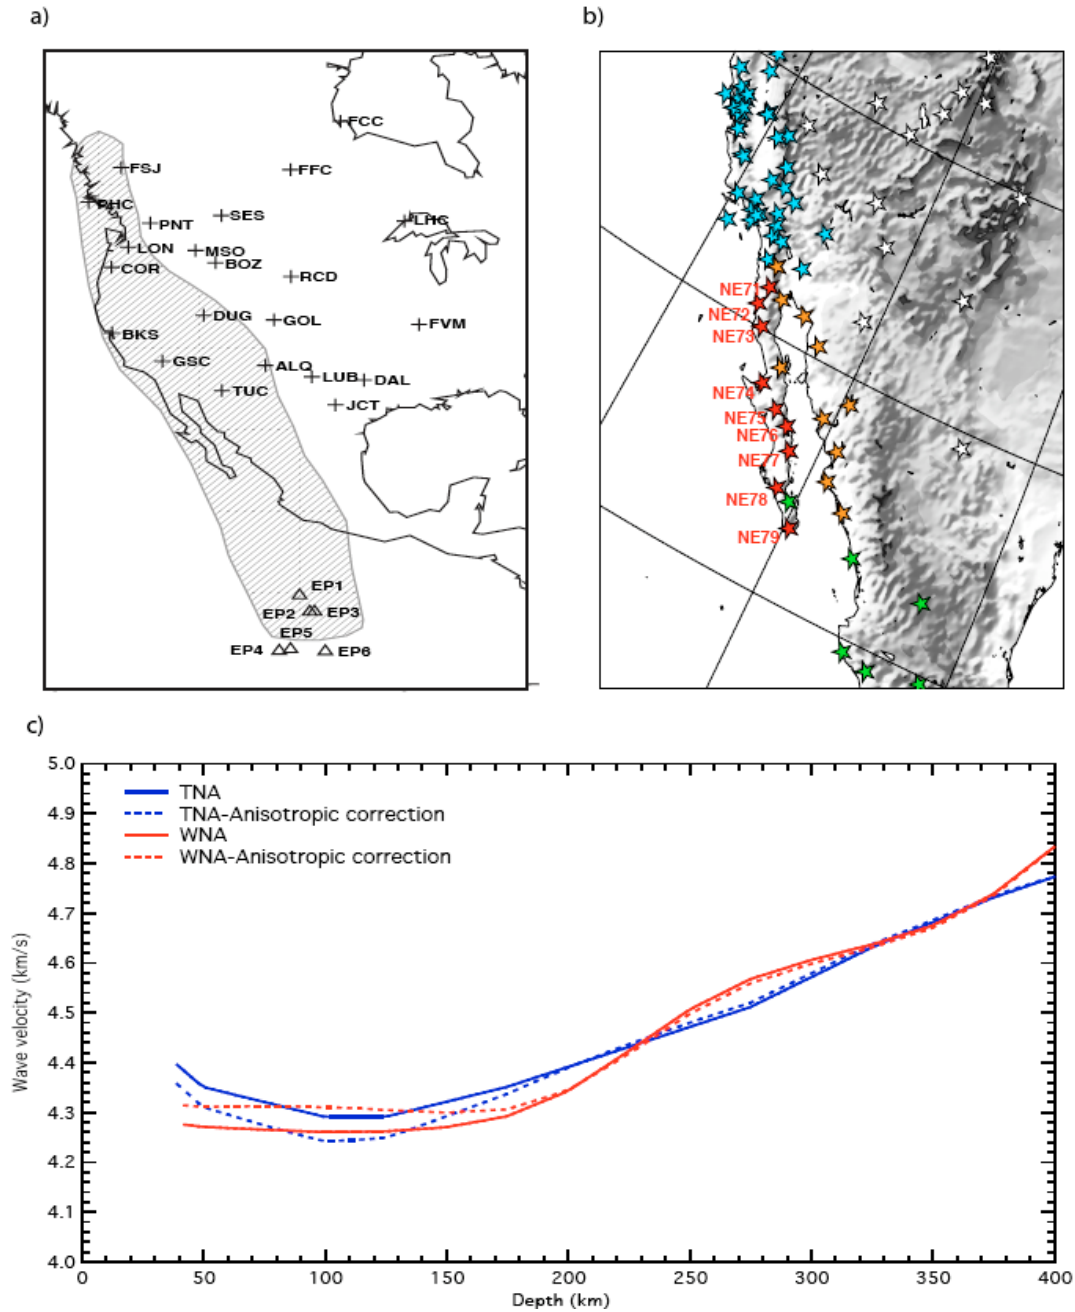 a)
b)
FCC
FSJ
FFC
PHC
PNT
SES
LHC
LON
MSO
COR
BOZ
RCD
DUG
GOL
FVM
BKS
GSC
ALQ
LUB
DAL
TUC
JCT
EP1
EP2
EP3
EP5
EP4
EP6
NE71
NE72
NE73
NE74
NE75
NE76
NE77
NE78
NE79
c)
5.0
4.9
4.8
4.7
4.6
4.5
4.4
4.3
4.2
4.1
4.0
TNA
TNA-Anisotropic correction
WNA
WNA-Anisotropic correction
Wave velocity (km/s)
0 50 100 150 200 250 300 350 400
Depth (km)